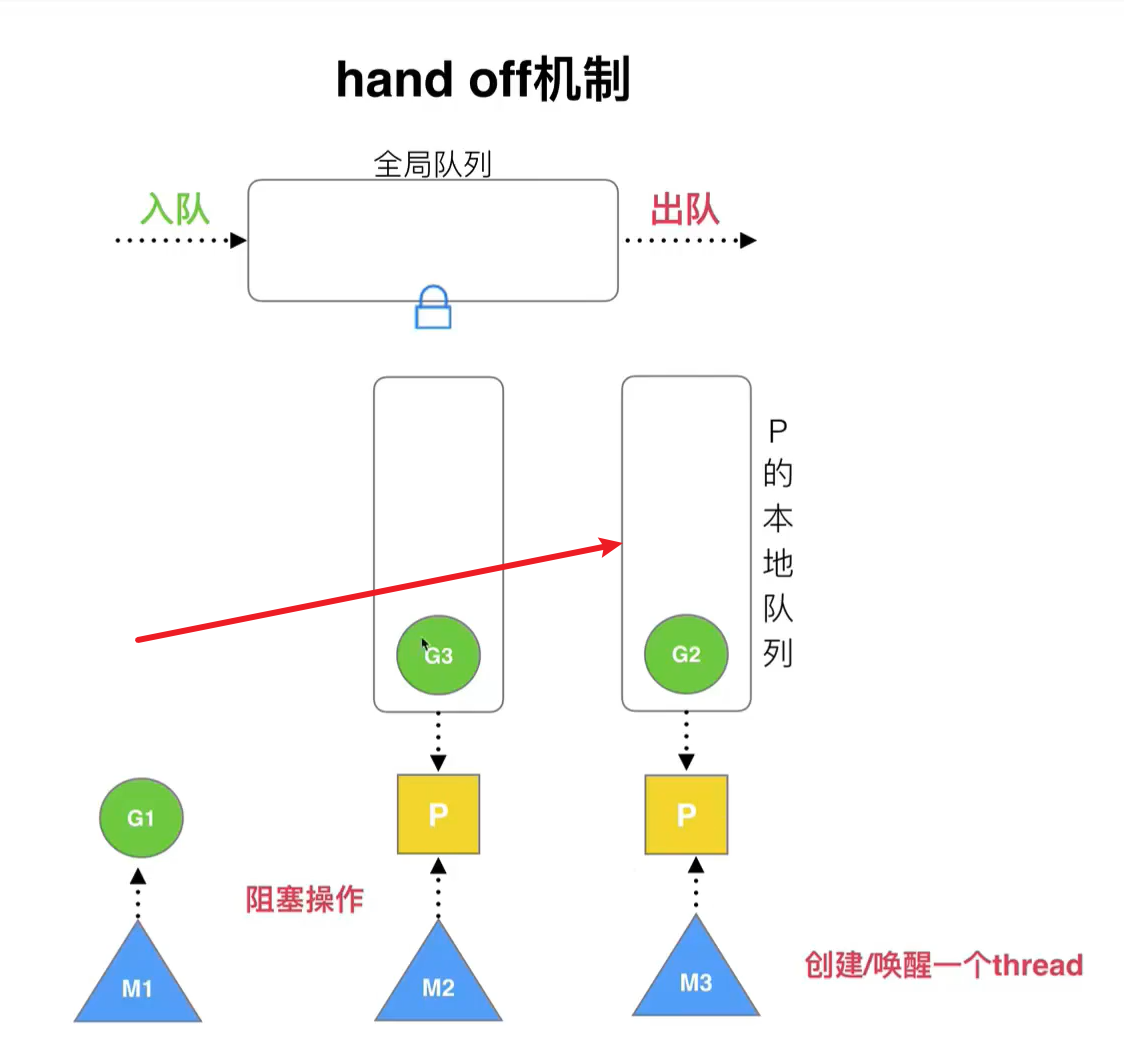 hand off机制
全局队列
入队
出队
P的本地队列
G3
G2
G1
P
P
阻塞操作
M1
M2
M3
创建/唤醒一个thread